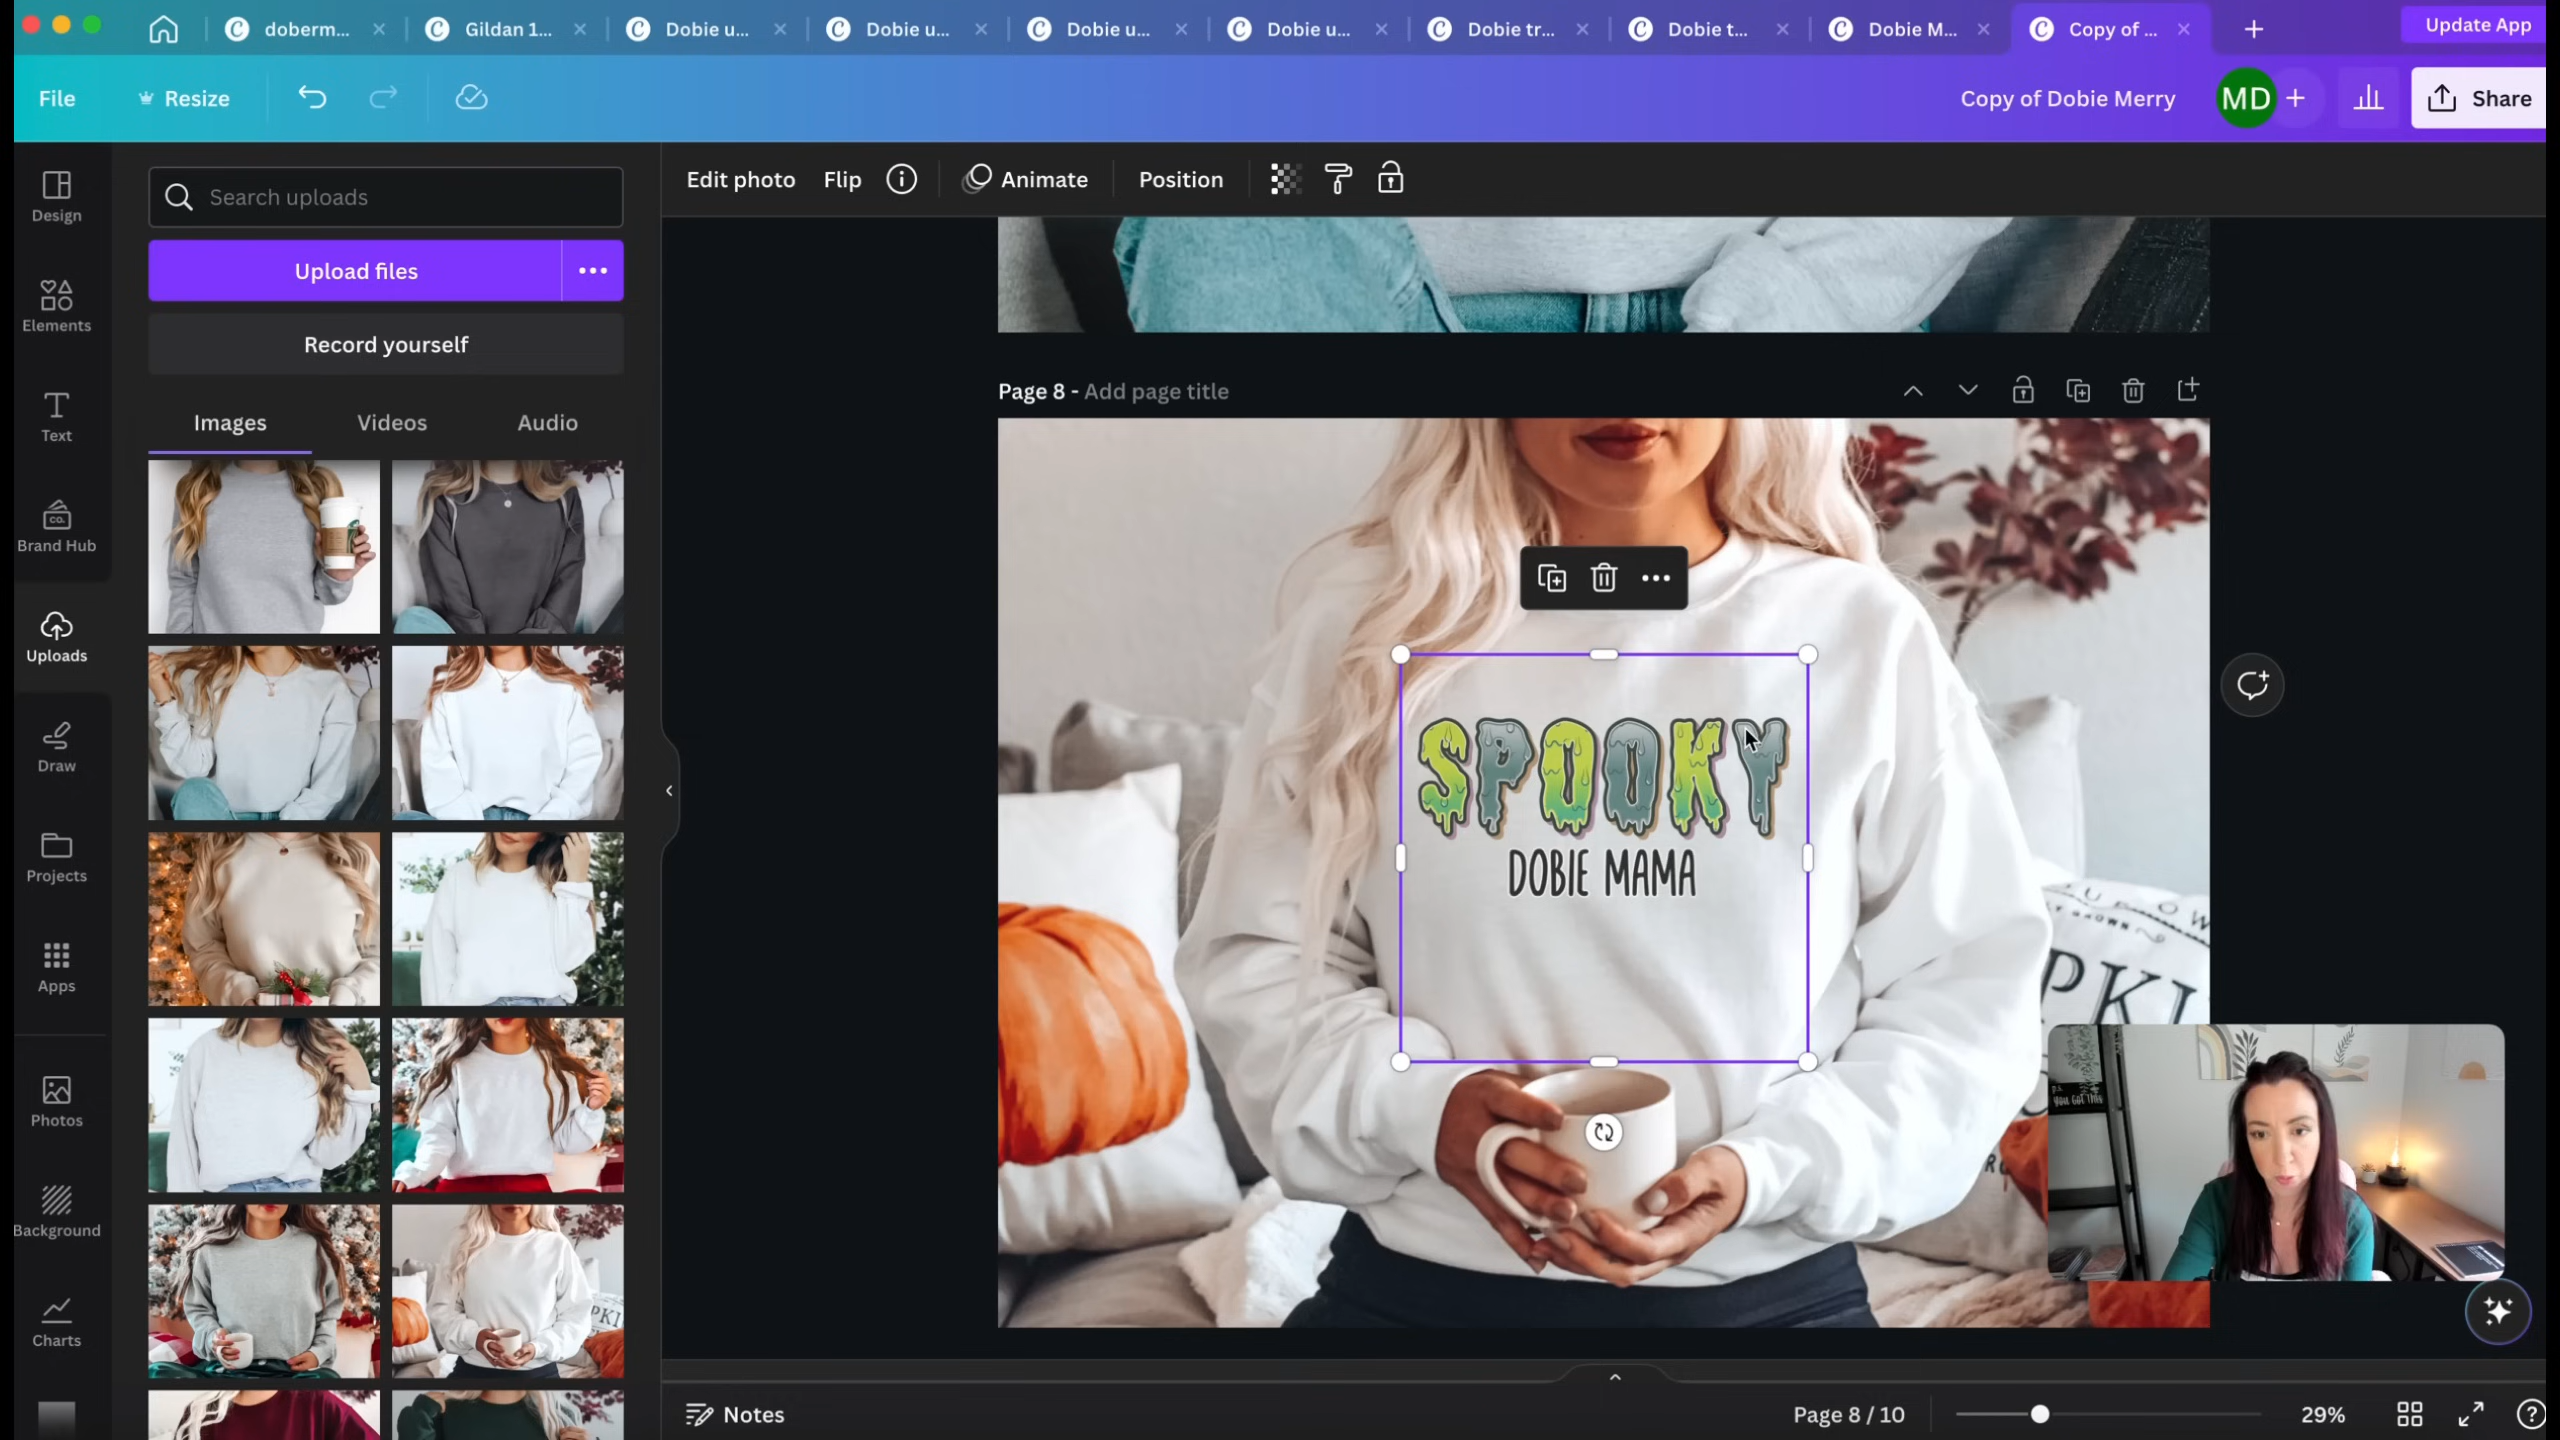 doberm...
Gildan 1...
Dobie u...
Dobie u...
Dobie u...
Dobie u...
Dobie tr...
Dobie t...
Dobie M...
Copy of ...
Update App
File
Resize
Copy of Dobie Merry
MD
Share
Design
Elements
Text
Brand Hub
Uploads
Draw
Projects
Apps
Photos
Background
Charts
Search uploads
Upload files
Record yourself
Images
Videos
Audio
Edit photo
Flip
Animate
Position
Page 8 - Add page title
SPOOKY
DOBIE MAMA
YOU GOT THIS
Notes
Page 8 / 10
29%